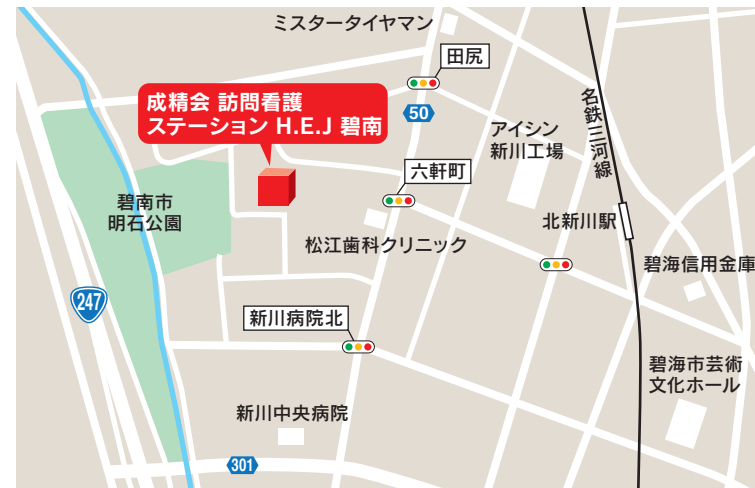 ミスタータイヤマン
田尻
成精会 訪問看護
ステーション H.E.J 碧南
50
名鉄三河線
アイシン
新川工場
六軒町
碧南市
明石公園
北新川駅
松江歯科クリニック
碧海信用金庫
247
新川病院北
碧海市芸術
文化ホール
新川中央病院
301